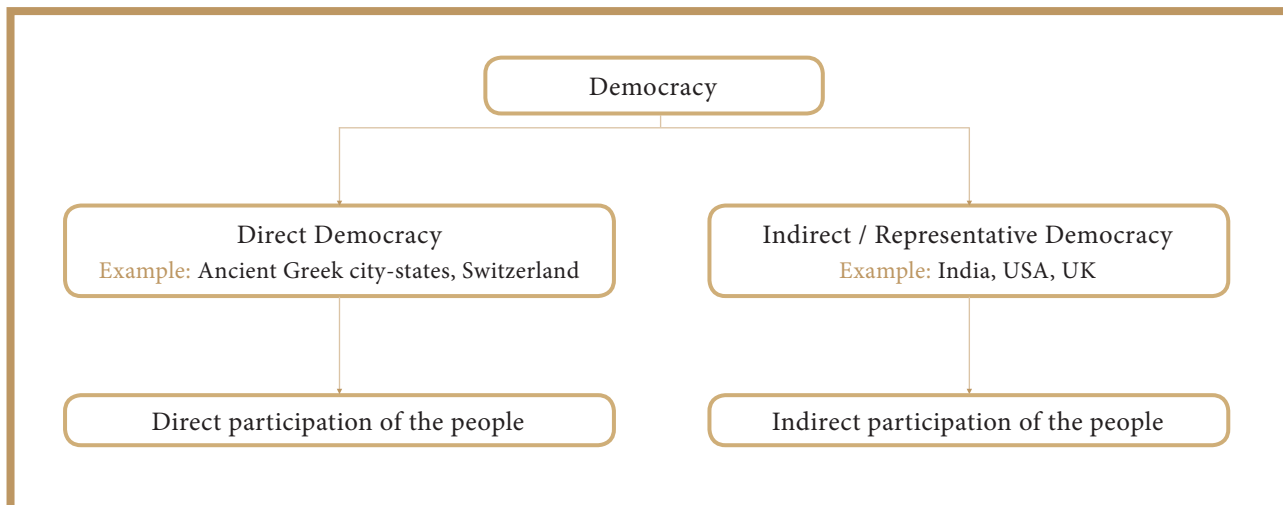 Democracy
Direct Democracy
Example: Ancient Greek city-states, Switzerland
Indirect / Representative Democracy
Example: India, USA, UK
Direct participation of the people
Indirect participation of the people